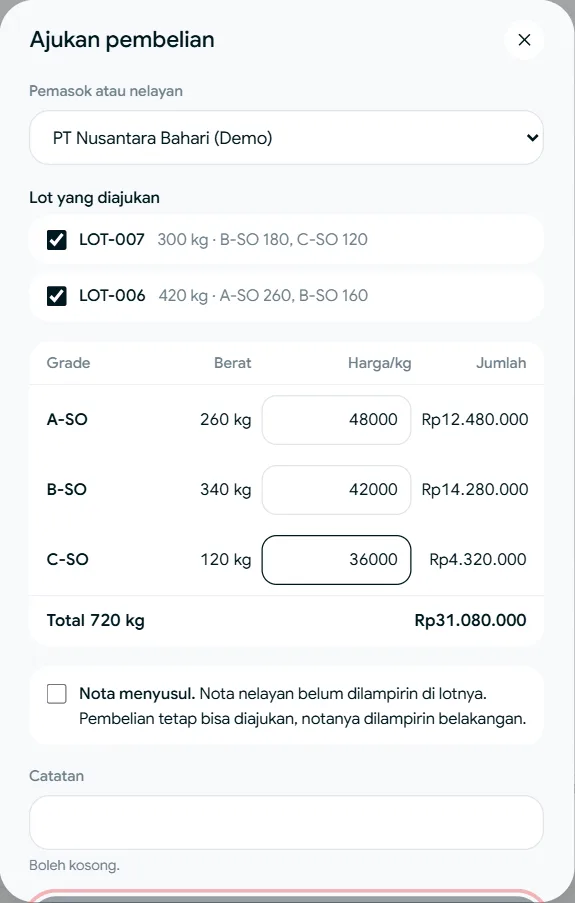 Ajukan pembelian
Pemasok atau nelayan
PT Nusantara Bahari (Demo)
Lot yang diajukan
LOT-007 300 kg · B-SO 180, C-SO 120
LOT-006 420 kg · A-SO 260, B-SO 160
Grade Berat Harga/kg Jumlah
A-SO 260 kg 48000 Rp12.480.000
B-SO 340 kg 42000 Rp14.280.000
C-SO 120 kg 36000 Rp4.320.000
Total 720 kg Rp31.080.000
Nota menyusul. Nota nelayan belum dilampirin di lotnya.
Pembelian tetap bisa diajukan, notanya dilampirin belakangan.
Catatan
Boleh kosong.